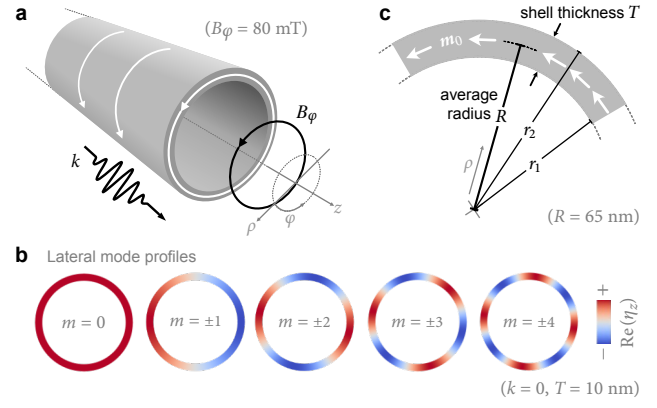 a
(Bφ = 80 mT)
Bφ
k
z
ρ
φ
c
shell thickness T
m0
average
radius R
r2
r1
ρ
(R = 65 nm)
b Lateral mode profiles
m = 0
m = ±1
m = ±2
m = ±3
m = ±4
+
−
Re(ηz)
(k = 0, T = 10 nm)